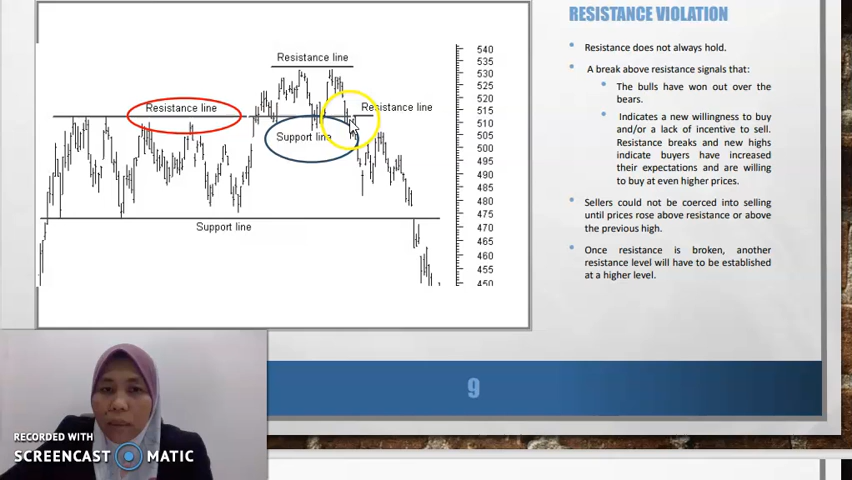 RESISTANCE VIOLATION
Resistance does not always hold.
A break above resistance signals that:
The bulls have won out over the
bears.
Indicates a new willingness to buy
and/or a lack of incentive to sell.
Resistance breaks and new highs
indicate buyers have increased
their expectations and are willing
to buy at even higher prices.
Sellers could not be coerced into selling
until prices rose above resistance or above
the previous high.
Once resistance is broken, another
resistance level will have to be established
at a higher level.
Resistance line
Resistance line
Resistance line
Support line
Support line
540
535
530
525
520
515
510
505
500
495
490
485
480
475
470
465
460
455
450
9
RECORDED WITH
SCREENCAST MATIC